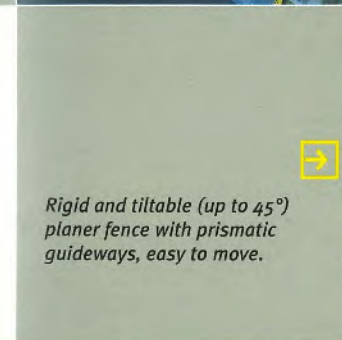 Rigid and tiltable (up to 45°)
planer fence with prismatic
guideways, easy to move.